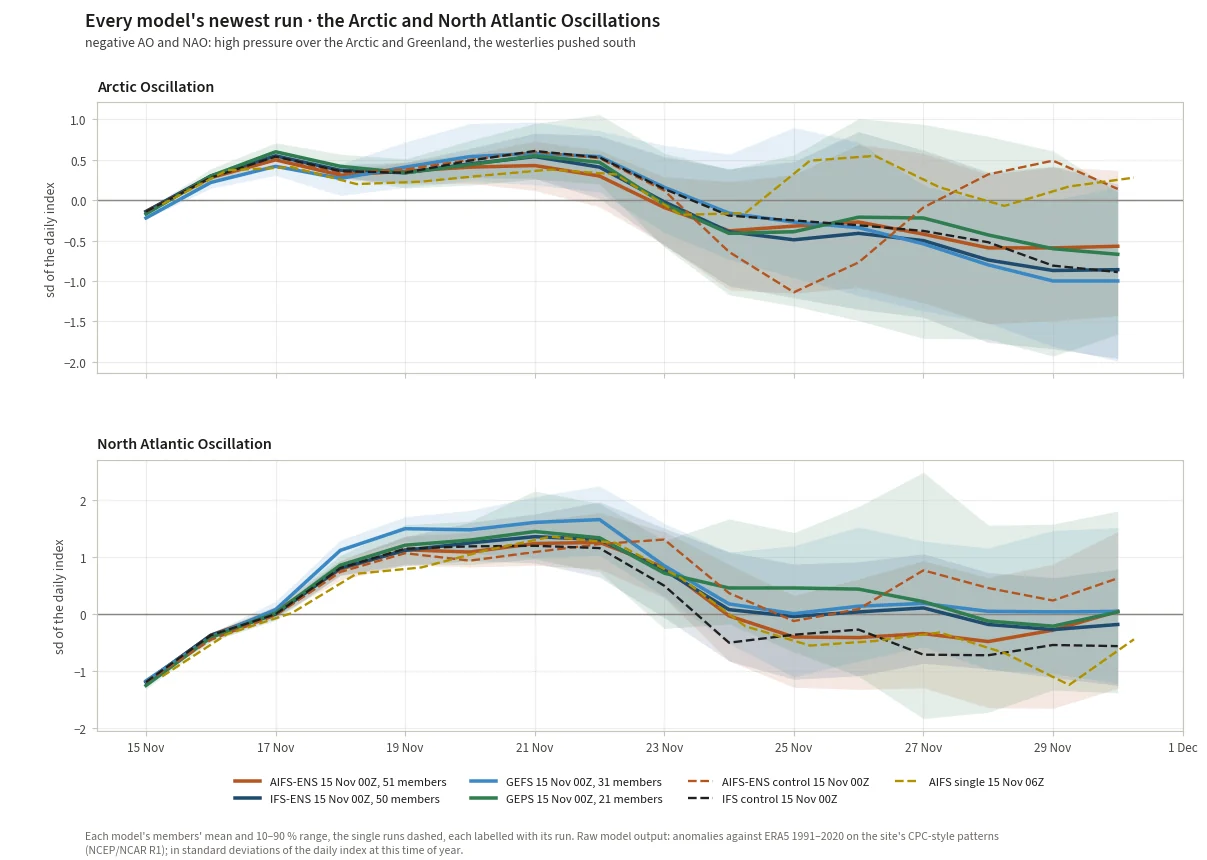 Every model's newest run · the Arctic and North Atlantic Oscillations
negative AO and NAO: high pressure over the Arctic and Greenland, the westerlies pushed south
Arctic Oscillation
sd of the daily index
1.0
0.5
0.0
−0.5
−1.0
−1.5
−2.0
North Atlantic Oscillation
sd of the daily index
2
1
0
−1
−2
15 Nov 17 Nov 19 Nov 21 Nov 23 Nov 25 Nov 27 Nov 29 Nov 1 Dec
AIFS-ENS 15 Nov 00Z, 51 members GEFS 15 Nov 00Z, 31 members AIFS-ENS control 15 Nov 00Z AIFS single 15 Nov 06Z
IFS-ENS 15 Nov 00Z, 50 members GEPS 15 Nov 00Z, 21 members IFS control 15 Nov 00Z
Each model's members' mean and 10–90 % range, the single runs dashed, each labelled with its run. Raw model output: anomalies against ERA5 1991–2020 on the site's CPC-style patterns
(NCEP/NCAR R1); in standard deviations of the daily index at this time of year.